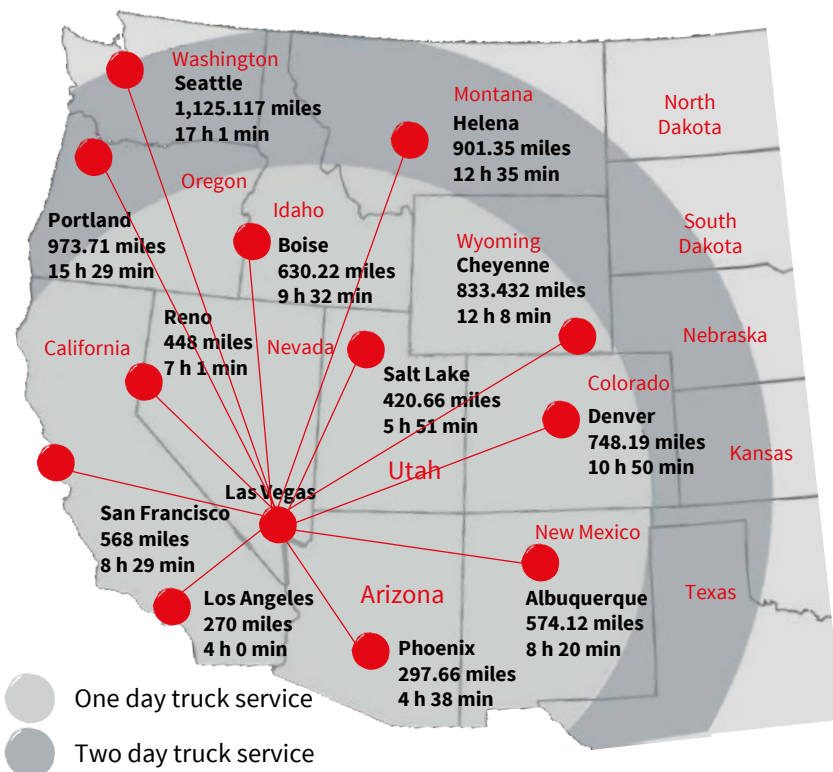 Washington
Seattle
1,125.117 miles
17 h 1 min
Montana
Helena
901.35 miles
12 h 35 min
North
Dakota
Oregon
Portland
973.71 miles
15 h 29 min
Idaho
Boise
630.22 miles
9 h 32 min
Wyoming
Cheyenne
833.432 miles
12 h 8 min
South
Dakota
Nebraska
California
Reno
448 miles
7 h 1 min
Nevada
Salt Lake
420.66 miles
5 h 51 min
Utah
Colorado
Denver
748.19 miles
10 h 50 min
Kansas
Las Vegas
San Francisco
568 miles
8 h 29 min
Los Angeles
270 miles
4 h 0 min
Arizona
Phoenix
297.66 miles
4 h 38 min
New Mexico
Albuquerque
574.12 miles
8 h 20 min
Texas
One day truck service
Two day truck service